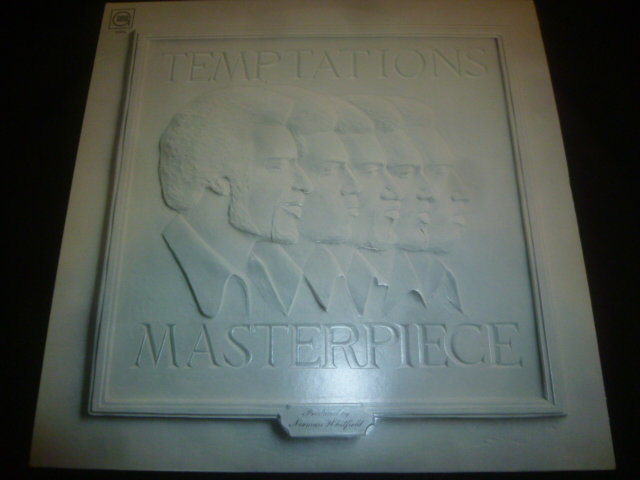 TEMPTATIONS
MASTERPIECE
Produced by
Norman Whitfield